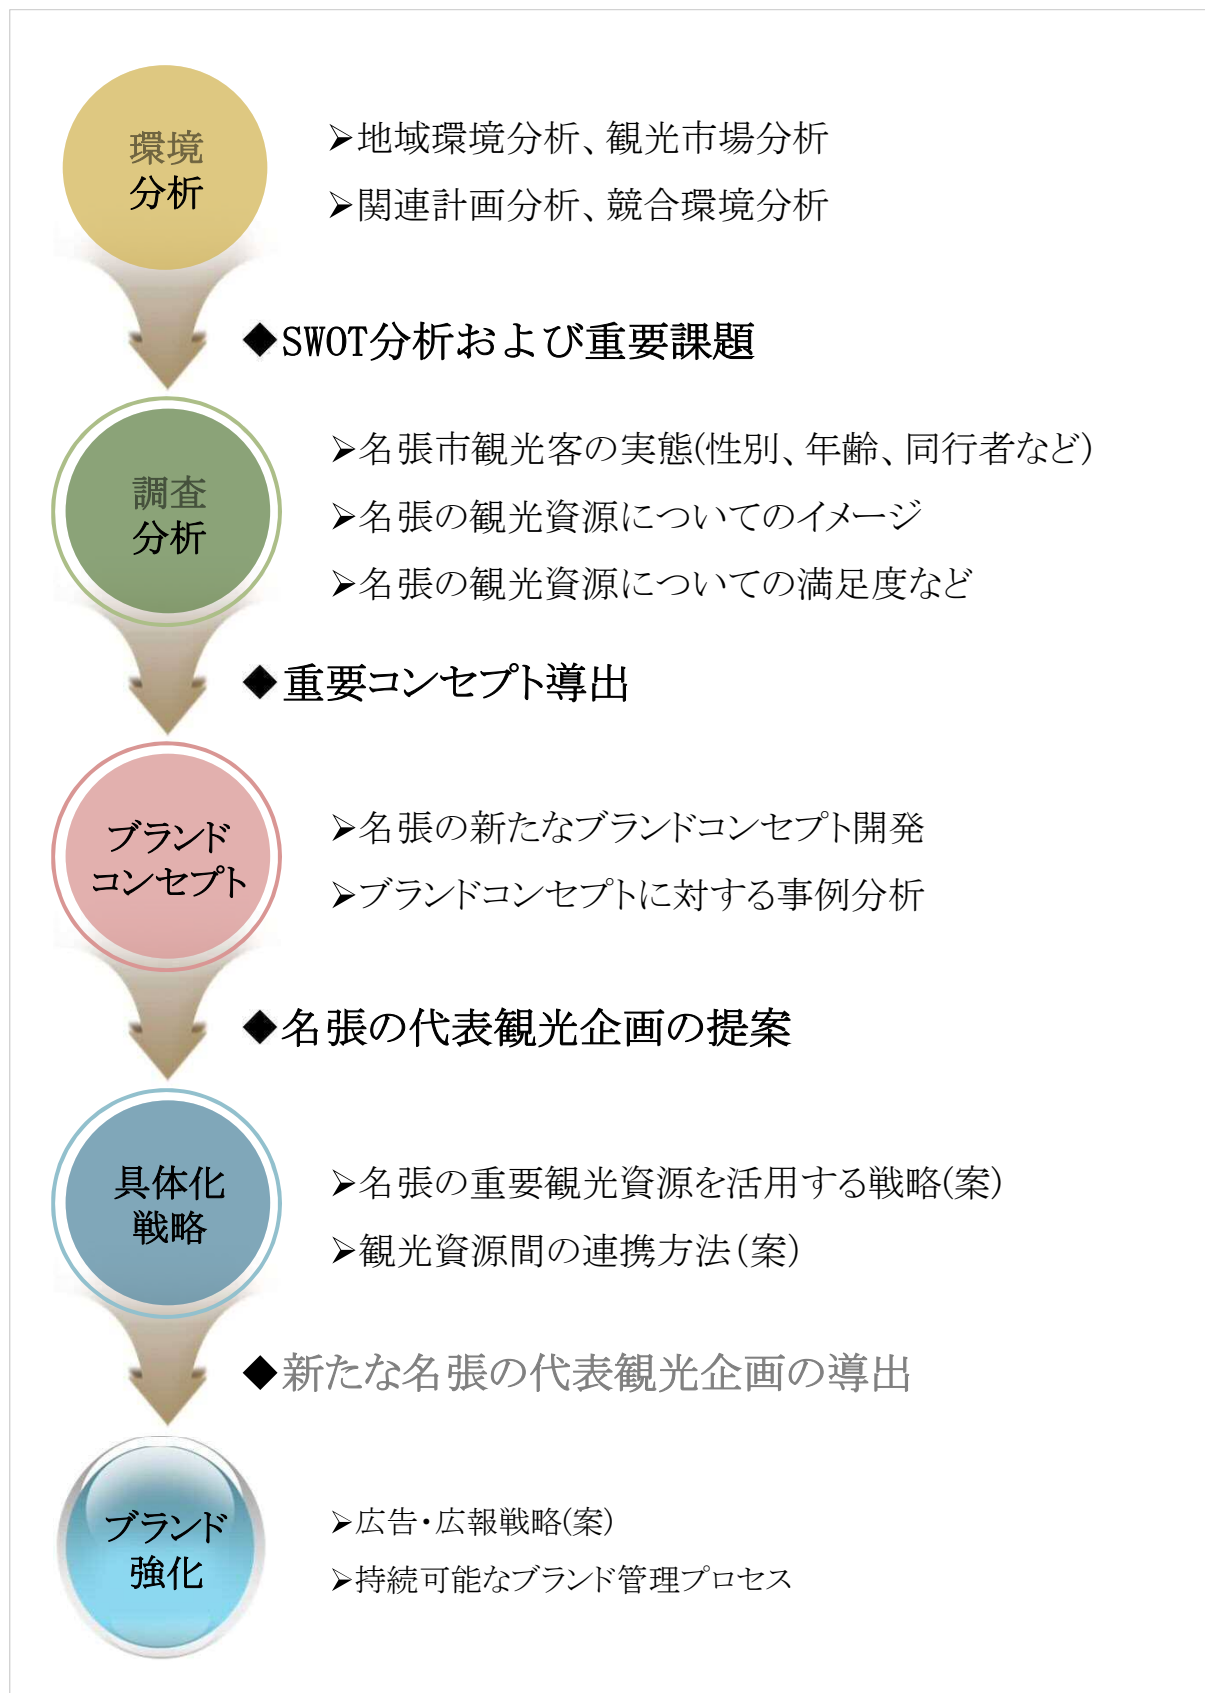 環境
分析
➢地域環境分析、観光市場分析
➢関連計画分析、競合環境分析
◆SWOT分析および重要課題
調査
分析
➢名張市観光客の実態(性別、年齢、同行者など)
➢名張の観光資源についてのイメージ
➢名張の観光資源についての満足度など
◆重要コンセプト導出
ブランド
コンセプト
➢名張の新たなブランドコンセプト開発
➢ブランドコンセプトに対する事例分析
◆名張の代表観光企画の提案
具体化
戦略
➢名張の重要観光資源を活用する戦略(案)
➢観光資源間の連携方法(案)
◆新たな名張の代表観光企画の導出
ブランド
強化
➢広告・広報戦略(案)
➢持続可能なブランド管理プロセス